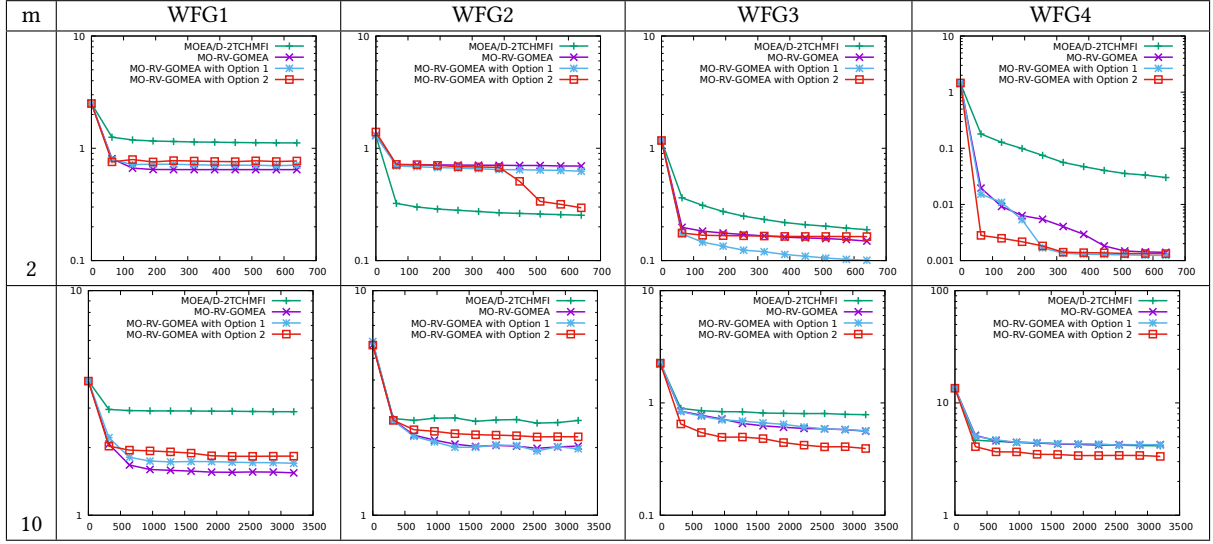 m WFG1 WFG2 WFG3 WFG4
2
10
1
0.1
MOEA/D-2TCHMFI
MO-RV-GOMEA
MO-RV-GOMEA with Option 1
MO-RV-GOMEA with Option 2
0 100 200 300 400 500 600 700
10
1
0.1
MOEA/D-2TCHMFI
MO-RV-GOMEA
MO-RV-GOMEA with Option 1
MO-RV-GOMEA with Option 2
0 100 200 300 400 500 600 700
10
1
0.1
MOEA/D-2TCHMFI
MO-RV-GOMEA
MO-RV-GOMEA with Option 1
MO-RV-GOMEA with Option 2
0 100 200 300 400 500 600 700
10
1
0.1
0.01
0.001
MOEA/D-2TCHMFI
MO-RV-GOMEA
MO-RV-GOMEA with Option 1
MO-RV-GOMEA with Option 2
0 100 200 300 400 500 600 700
10
10
1
MOEA/D-2TCHMFI
MO-RV-GOMEA
MO-RV-GOMEA with Option 1
MO-RV-GOMEA with Option 2
0 500 1000 1500 2000 2500 3000 3500
10
1
MOEA/D-2TCHMFI
MO-RV-GOMEA
MO-RV-GOMEA with Option 1
MO-RV-GOMEA with Option 2
0 500 1000 1500 2000 2500 3000 3500
10
1
0.1
MOEA/D-2TCHMFI
MO-RV-GOMEA
MO-RV-GOMEA with Option 1
MO-RV-GOMEA with Option 2
0 500 1000 1500 2000 2500 3000 3500
100
10
1
MOEA/D-2TCHMFI
MO-RV-GOMEA
MO-RV-GOMEA with Option 1
MO-RV-GOMEA with Option 2
0 500 1000 1500 2000 2500 3000 3500